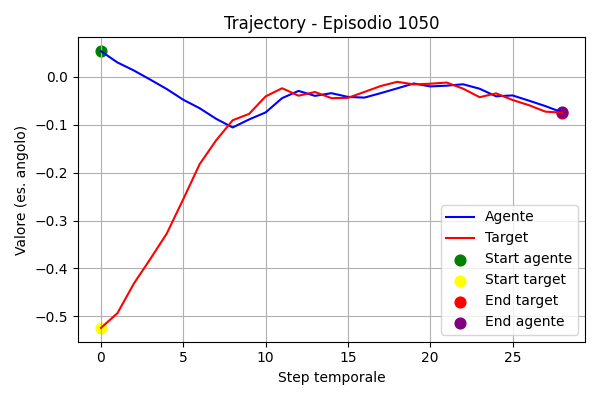 Trajectory - Episodio 1050
Valore (es. angolo)
0.0
−0.1
−0.2
−0.3
−0.4
−0.5
0
5
10
15
20
25
Step temporale
Agente
Target
Start agente
Start target
End target
End agente